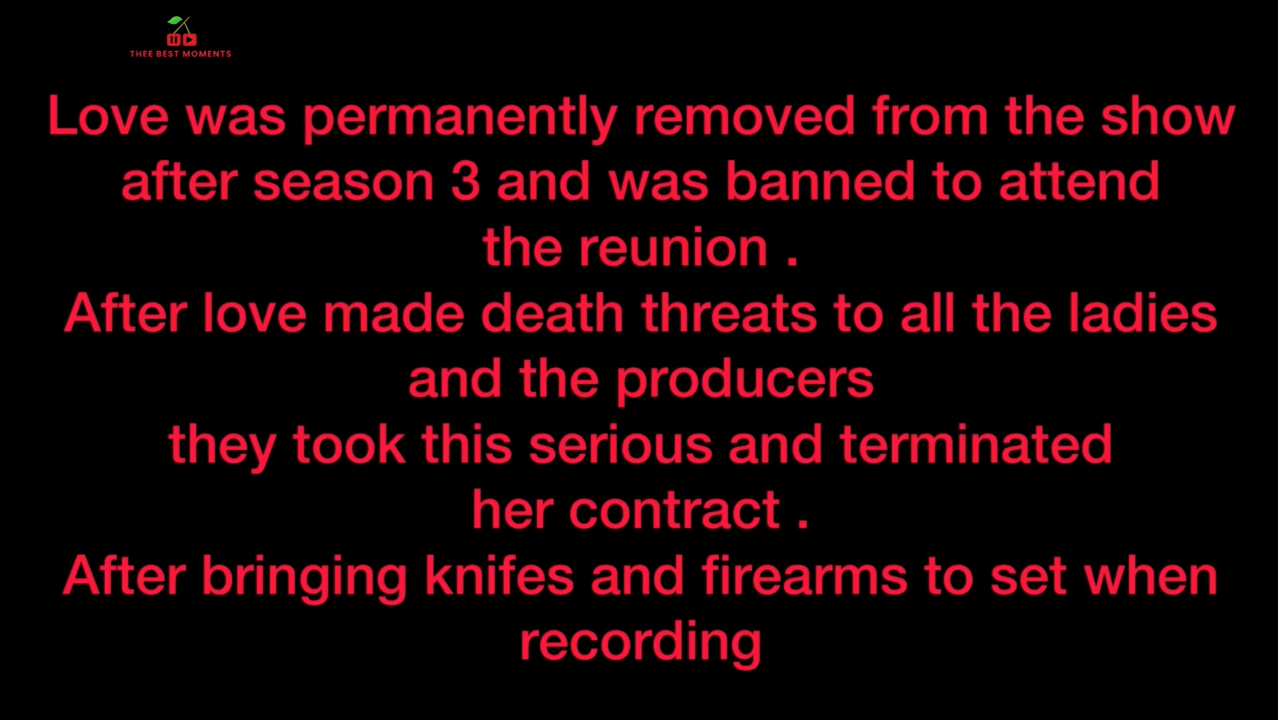 THEE BEST MOMENTS
Love was permanently removed from the show
after season 3 and was banned to attend
the reunion .
After love made death threats to all the ladies
and the producers
they took this serious and terminated
her contract .
After bringing knifes and firearms to set when
recording